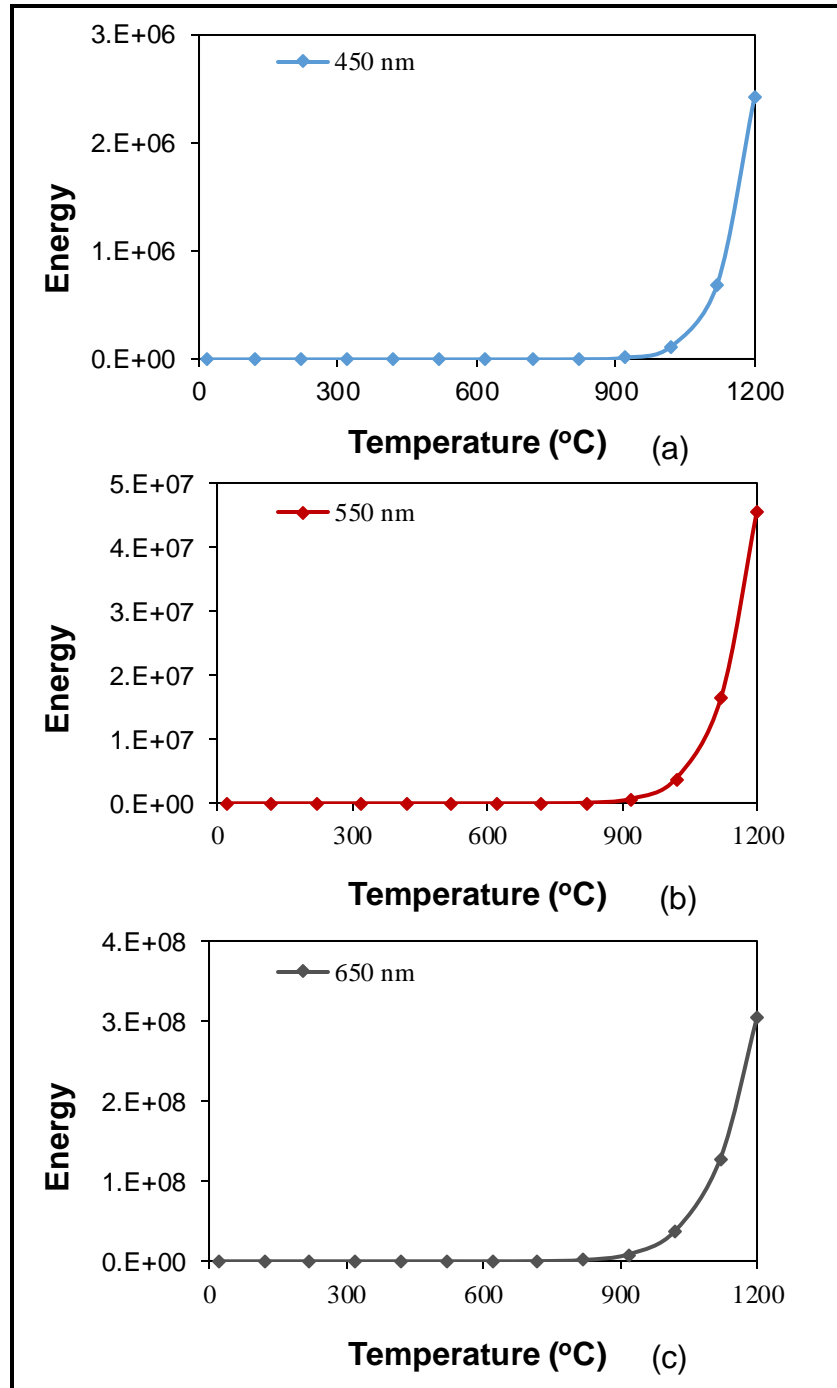 3.E+06
450 nm
2.E+06
Energy
1.E+06
0.E+00
0 300 600 900 1200
Temperature (ºC) (a)
5.E+07
550 nm
4.E+07
3.E+07
Energy
2.E+07
1.E+07
0.E+00
0 300 600 900 1200
Temperature (ºC) (b)
4.E+08
650 nm
3.E+08
Energy
2.E+08
1.E+08
0.E+00
0 300 600 900 1200
Temperature (ºC) (c)